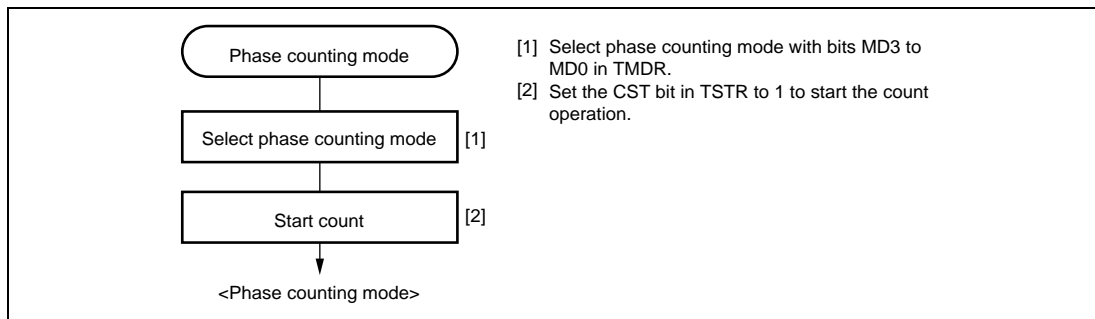 Phase counting mode
Select phase counting mode [1]
Start count [2]
<Phase counting mode>
[1] Select phase counting mode with bits MD3 to
MD0 in TMDR.
[2] Set the CST bit in TSTR to 1 to start the count
operation.